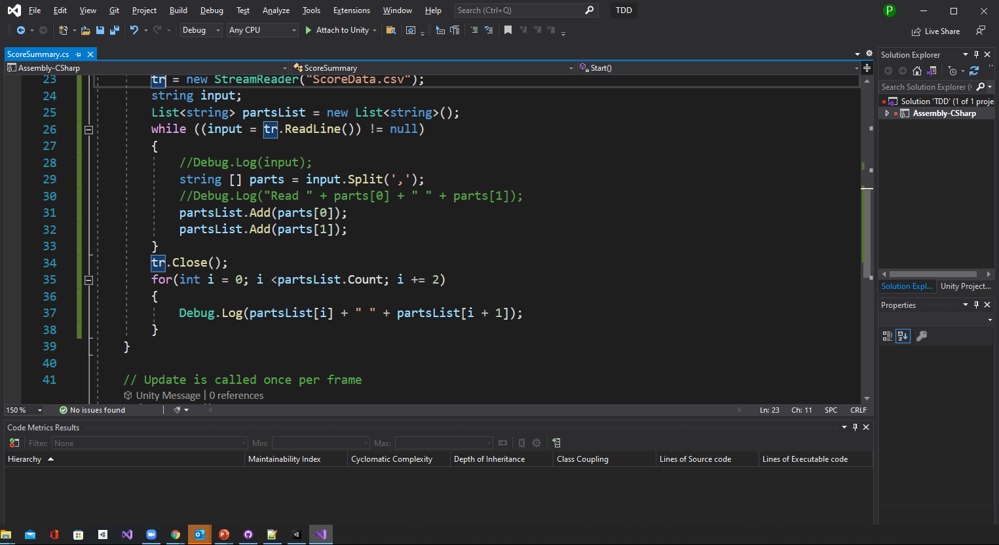 File Edit View Git Project Build Debug Test Analyze Tools Extensions Window Help Search (Ctrl+Q) TDD P
Debug Any CPU Attach to Unity Live Share
ScoreSummary.cs
Assembly-CSharp ScoreSummary Start()
23 tr = new StreamReader("ScoreData.csv");
24 string input;
25 List<string> partsList = new List<string>();
26 while ((input = tr.ReadLine()) != null)
27 {
28 //Debug.Log(input);
29 string [] parts = input.Split(',');
30 //Debug.Log("Read " + parts[0] + " " + parts[1]);
31 partsList.Add(parts[0]);
32 partsList.Add(parts[1]);
33 }
34 tr.Close();
35 for(int i = 0; i <partsList.Count; i += 2)
36 {
37 Debug.Log(partsList[i] + " " + partsList[i + 1]);
38 }
39 }
40
41 // Update is called once per frame
Unity Message | 0 references
150 % No issues found Ln: 23 Ch: 11 SPC CRLF
Solution Explorer
Search Solution Explorer (
Solution 'TDD' (1 of 1 proje
Assembly-CSharp
Solution Expl... Unity Project...
Properties
Code Metrics Results
Filter: None Min: Max:
Hierarchy Maintainability Index Cyclomatic Complexity Depth of Inheritance Class Coupling Lines of Source code Lines of Executable code